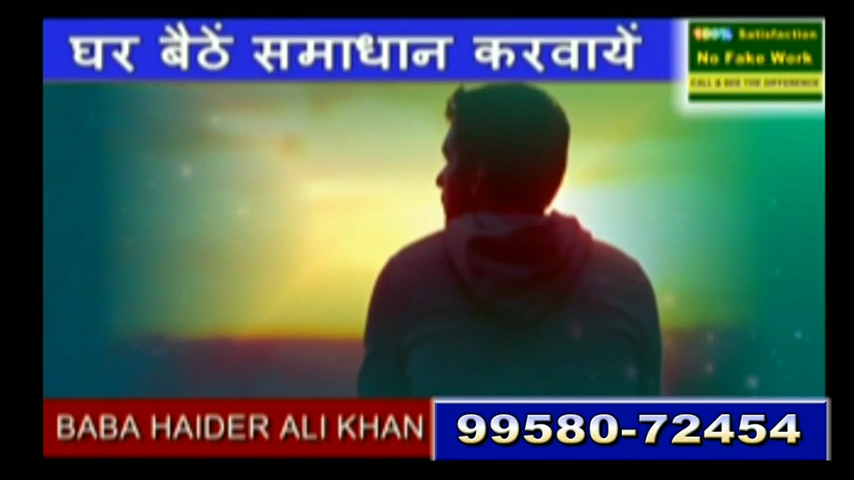 घर बैठें समाधान करवायें
100% Satisfaction
No Fake Work
CALL & SEE THE DIFFERENCE
BABA HAIDER ALI KHAN
99580-72454